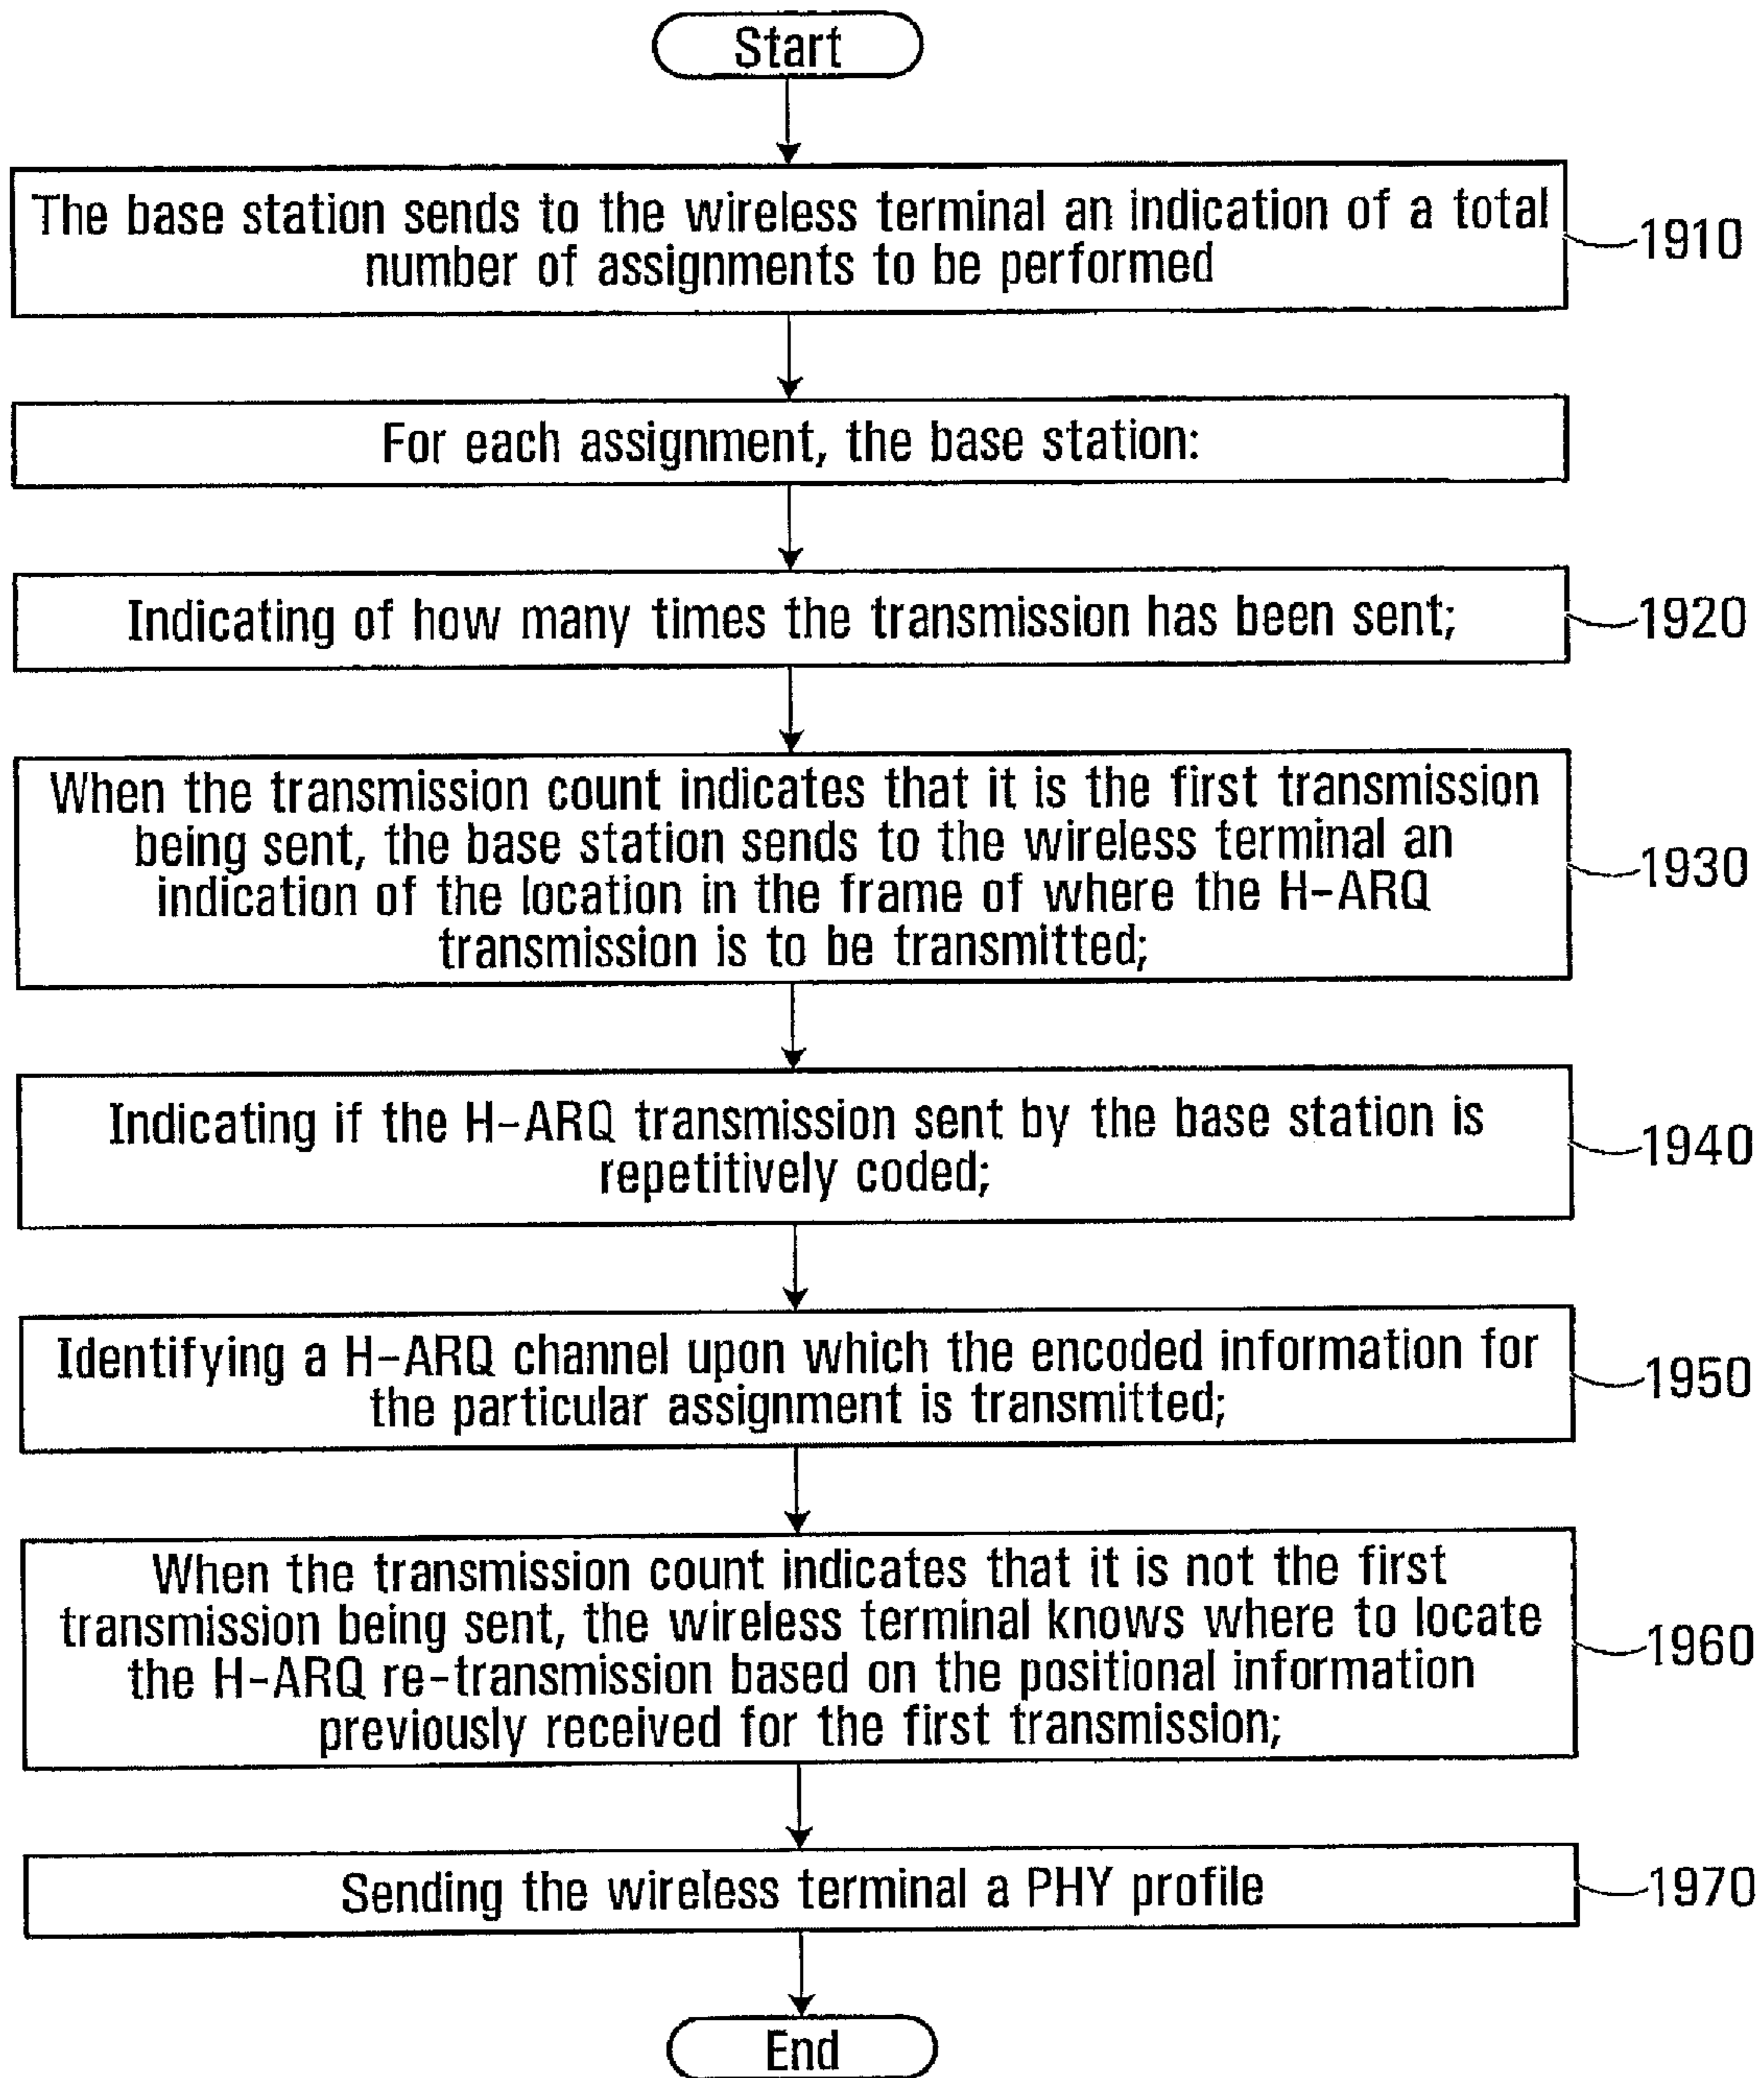 Start
The base station sends to the wireless terminal an indication of a total
number of assignments to be performed
1910
For each assignment, the base station:
Indicating of how many times the transmission has been sent;
1920
When the transmission count indicates that it is the first transmission
being sent, the base station sends to the wireless terminal an
indication of the location in the frame of where the H-ARQ
transmission is to be transmitted;
1930
Indicating if the H-ARQ transmission sent by the base station is
repetitively coded;
1940
Identifying a H-ARQ channel upon which the encoded information for
the particular assignment is transmitted;
1950
When the transmission count indicates that it is not the first
transmission being sent, the wireless terminal knows where to locate
the H-ARQ re-transmission based on the positional information
previously received for the first transmission;
1960
Sending the wireless terminal a PHY profile
1970
End